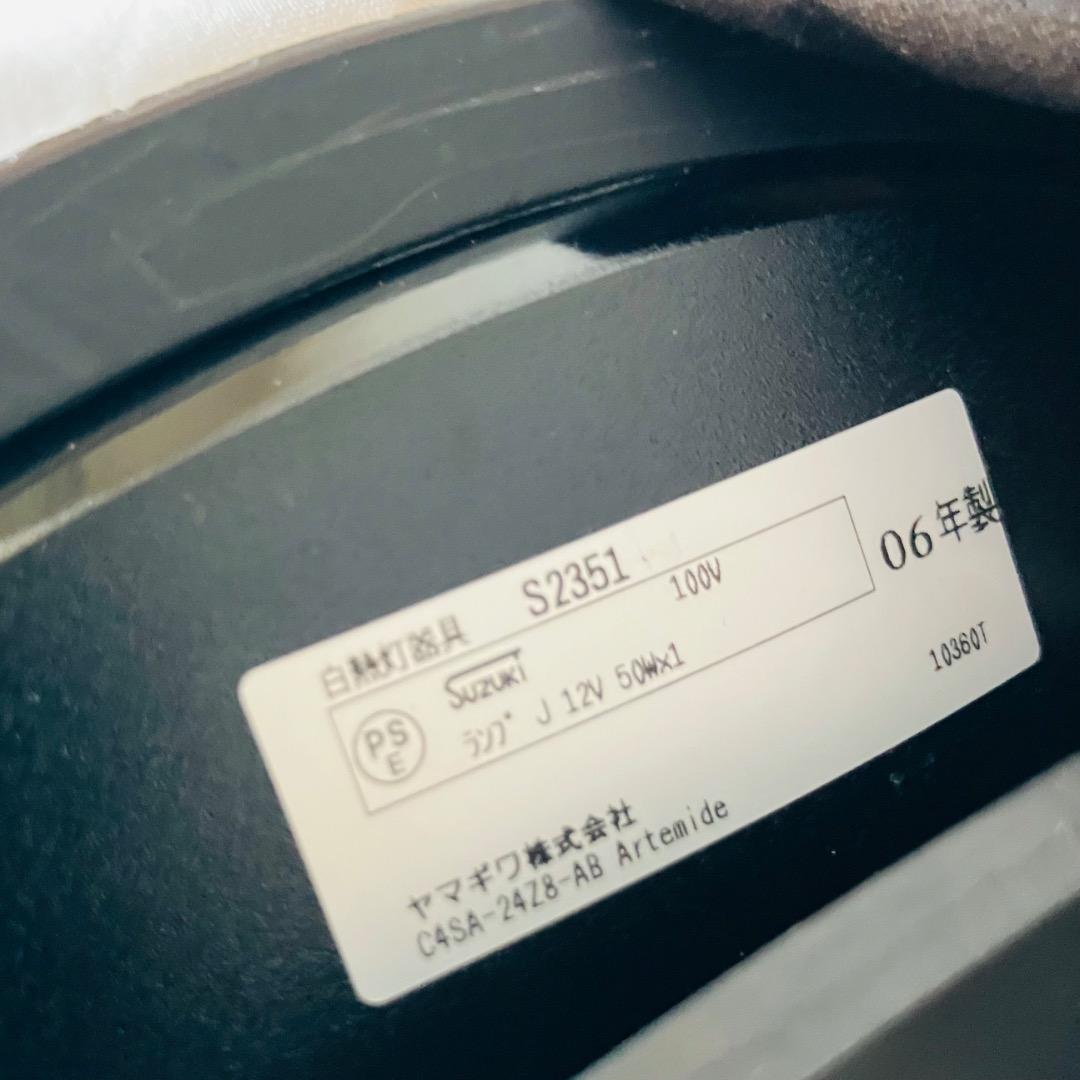 白熱灯器具 S2351
06年製
PS
E
Suzuki 100V
ﾗﾝﾌﾟ J 12V 50W×1
10360T
ヤマギワ株式会社
C4SA-24Z8-AB Artemide